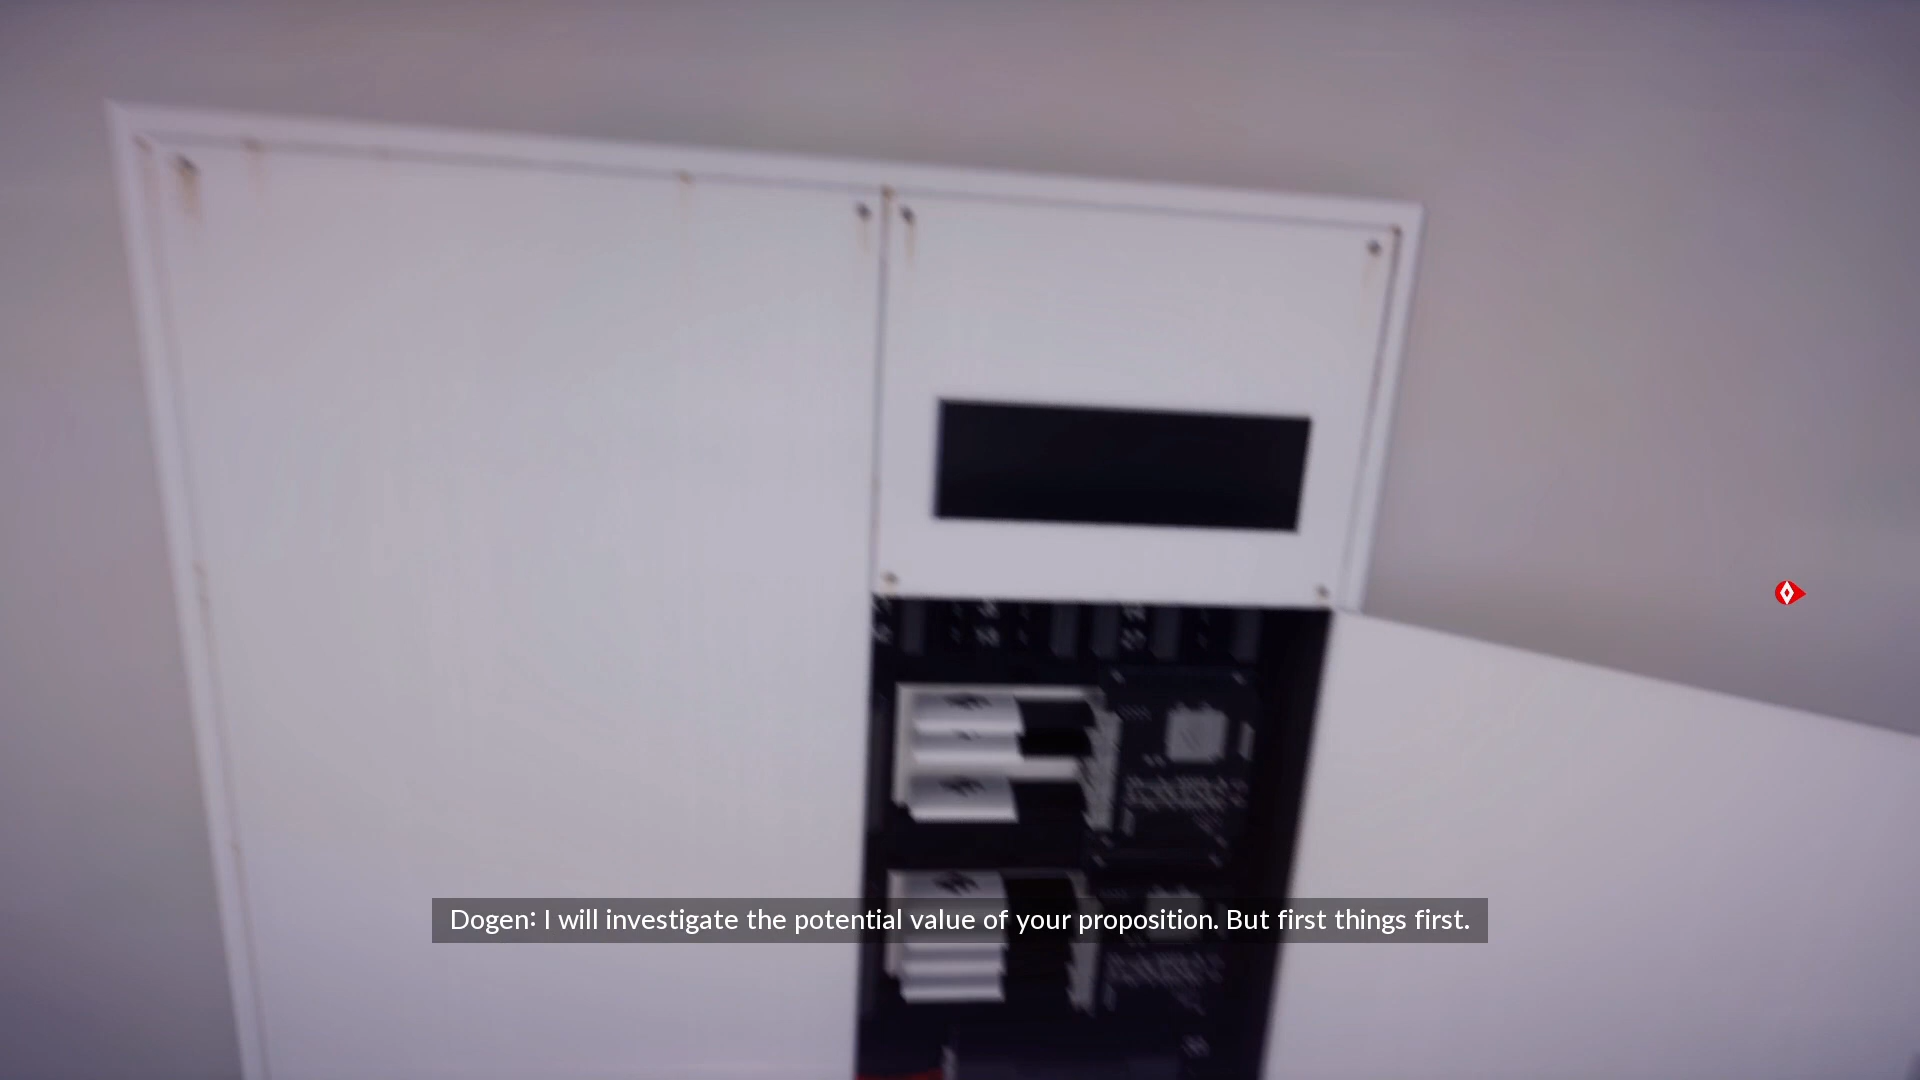 Dogen: I will investigate the potential value of your proposition. But first things first.